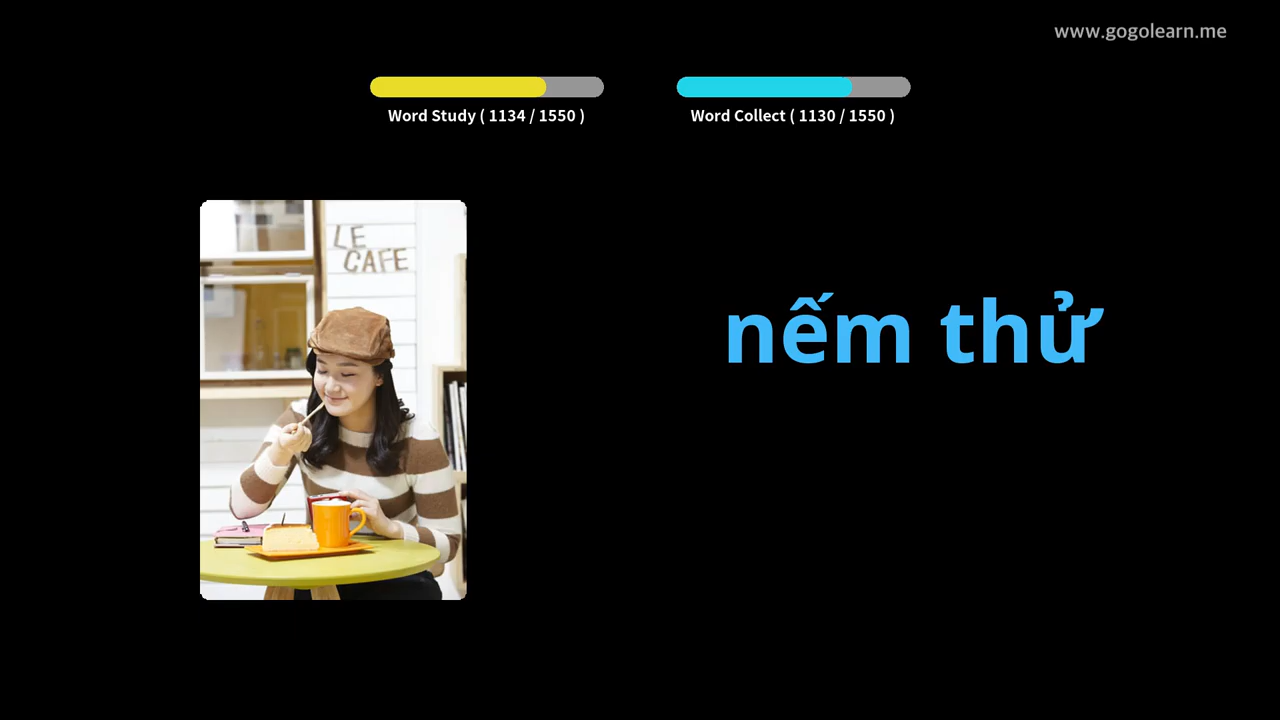 www.gogolearn.me
Word Study ( 1134 / 1550 )
Word Collect ( 1130 / 1550 )
LE
CAFE
nếm thử